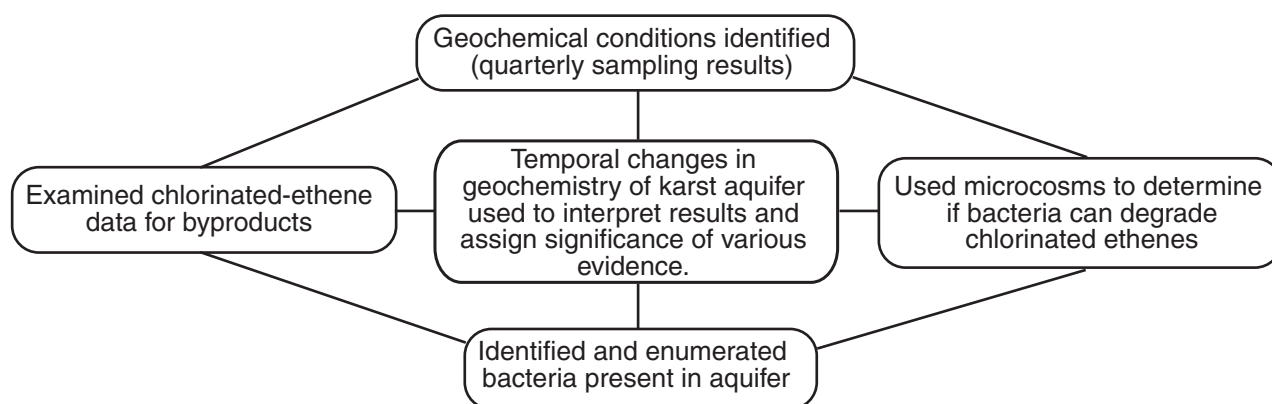 Geochemical conditions identified
(quarterly sampling results)
Examined chlorinated-ethene
data for byproducts
Temporal changes in
geochemistry of karst aquifer
used to interpret results and
assign significance of various
evidence.
Used microcosms to determine
if bacteria can degrade
chlorinated ethenes
Identified and enumerated
bacteria present in aquifer